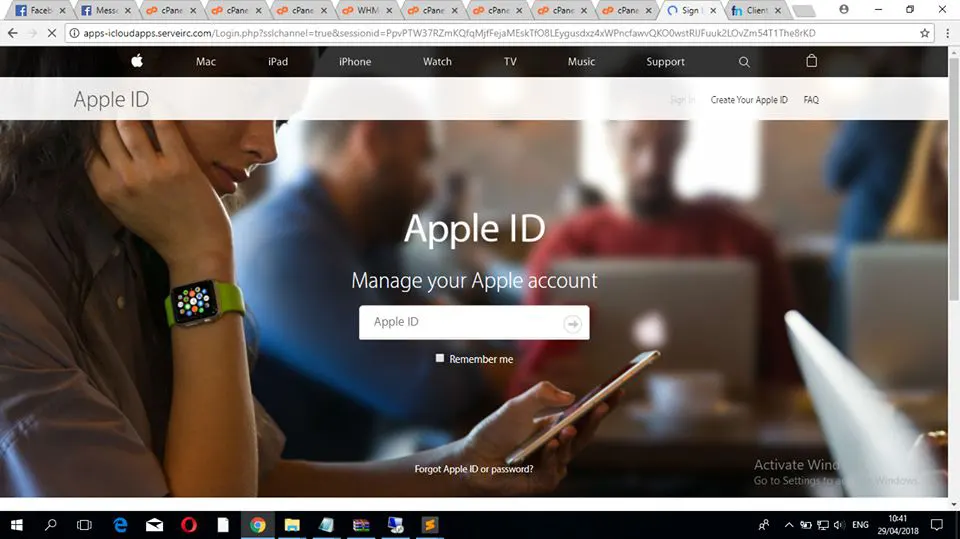 Faceb
Messe
cPane
cPane
cPane
WHM
cPane
cPane
cPane
cPane
Sign I
Client
apps-icloudapps.serveirc.com/Login.php?sslchannel=true&sessionid=
Mac iPad iPhone Watch TV Music Support
Apple ID
Sign In Create Your Apple ID FAQ
Apple ID
Manage your Apple account
Apple ID
Remember me
Forgot Apple ID or password?
Activate Wind
Go to Settings to Windows.
ENG
10:41
29/04/2018